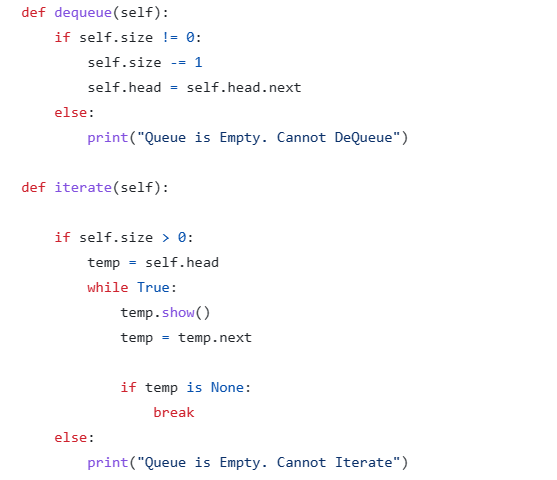 def dequeue(self):
    if self.size != 0:
        self.size -= 1
        self.head = self.head.next
    else:
        print("Queue is Empty. Cannot DeQueue")

def iterate(self):

    if self.size > 0:
        temp = self.head
        while True:
            temp.show()
            temp = temp.next

            if temp is None:
                break
    else:
        print("Queue is Empty. Cannot Iterate")